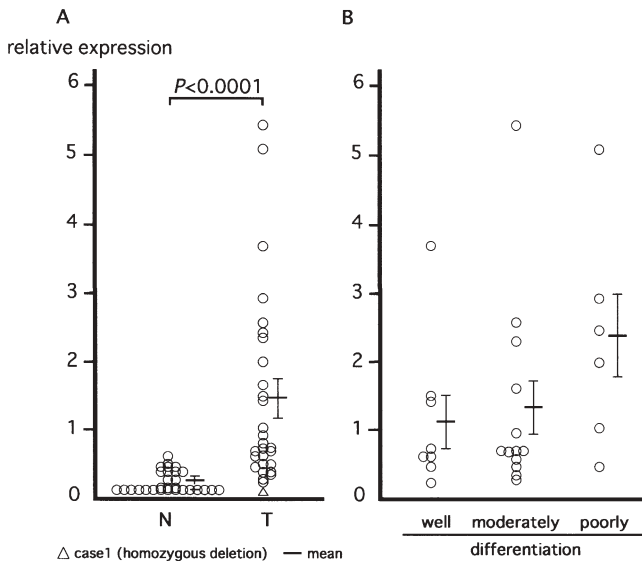 A
B
relative expression
P<0.0001
6
5
4
3
2
1
0
N
T
6
5
4
3
2
1
0
well moderately poorly
differentiation
△ case1 (homozygous deletion) — mean